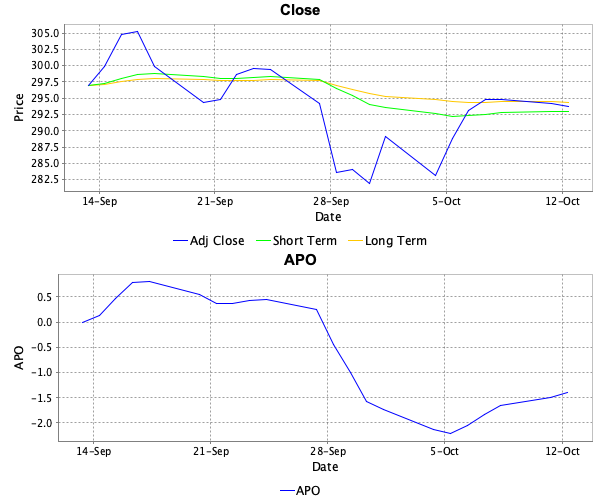 Close
305.0
302.5
300.0
297.5
295.0
292.5
290.0
287.5
285.0
282.5
Price
14-Sep 21-Sep 28-Sep 5-Oct 12-Oct
Date
Adj Close Short Term Long Term
APO
0.5
0.0
-0.5
-1.0
-1.5
-2.0
APO
14-Sep 21-Sep 28-Sep 5-Oct 12-Oct
Date
APO